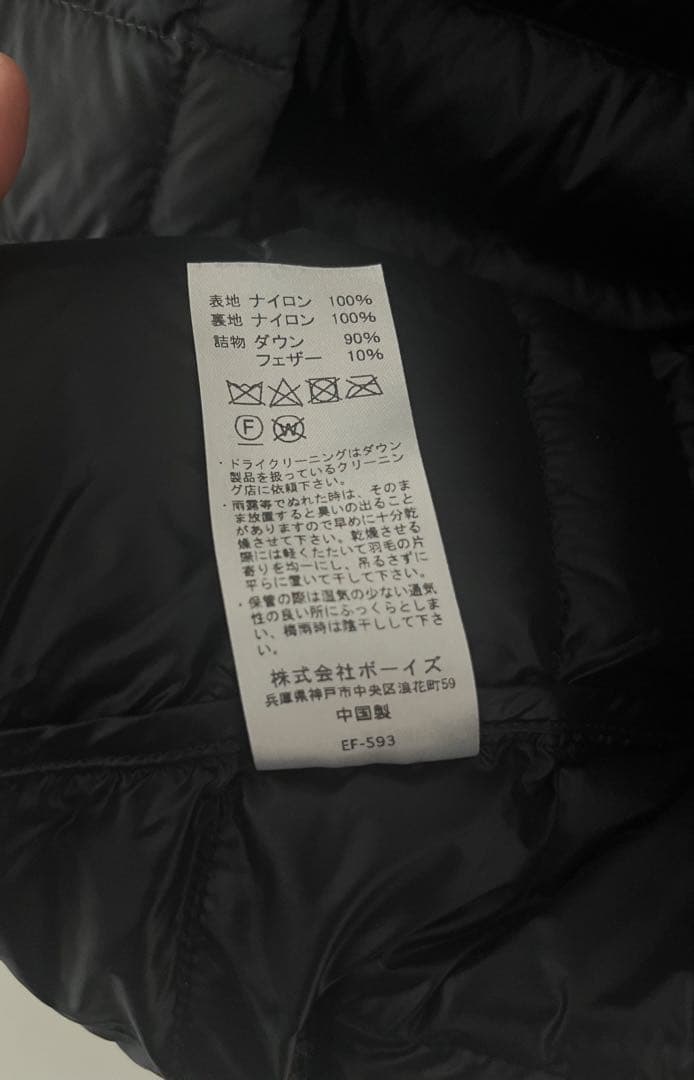 表地 ナイロン 100%
裏地 ナイロン 100%
詰物 ダウン 90%
フェザー 10%
F W
・ドライクリーニングはダウン
製品を扱っているクリーニン
グ店に依頼下さい。
・雨露等でぬれた時は、そのま
ま放置すると臭いの出ること
がありますので早めに十分乾
燥させて下さい。乾燥させる
際には軽くたたいて羽毛の片
寄りを均一にし、吊るさずに
平らに置いて干して下さい。
・保管の際は湿気の少ない通気
性の良い所にふっくらとしま
い、梅雨時は陰干しして下さ
い。
株式会社ボーイズ
兵庫県神戸市中央区浪花町59
中国製
EF-593